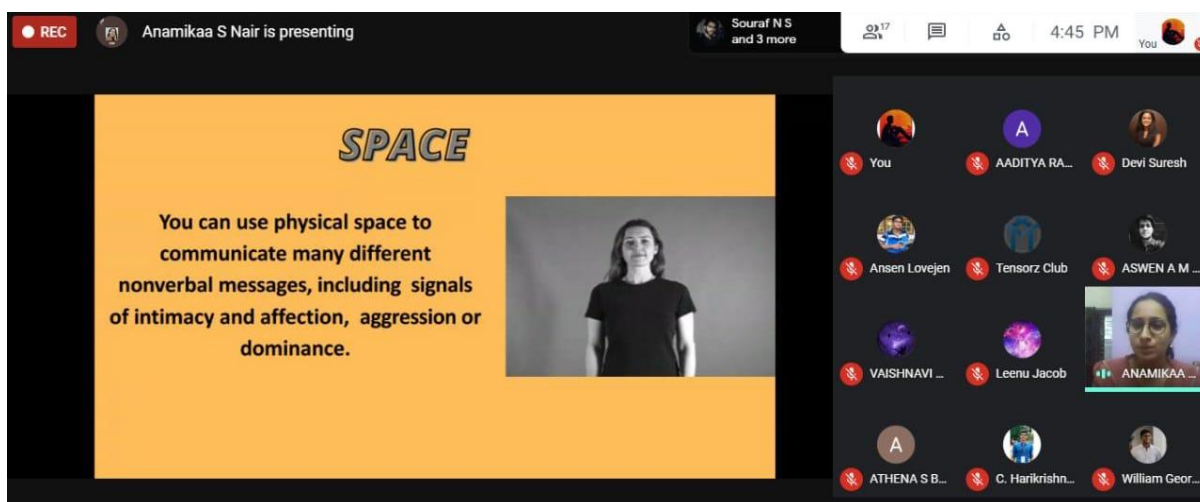 REC
Anamikaa S Nair is presenting
Souraf N S
and 3 more
17
4:45 PM
You
SPACE
You can use physical space to
communicate many different
nonverbal messages, including signals
of intimacy and affection, aggression or
dominance.
You
AADITYA RA...
Devi Suresh
Ansen Lovejen
Tensorz Club
ASWEN A M ...
VAISHNAVI ...
Leenu Jacob
ANAMIKAA ...
ATHENA S B...
C. Harikrishn...
William Geor...
A
A